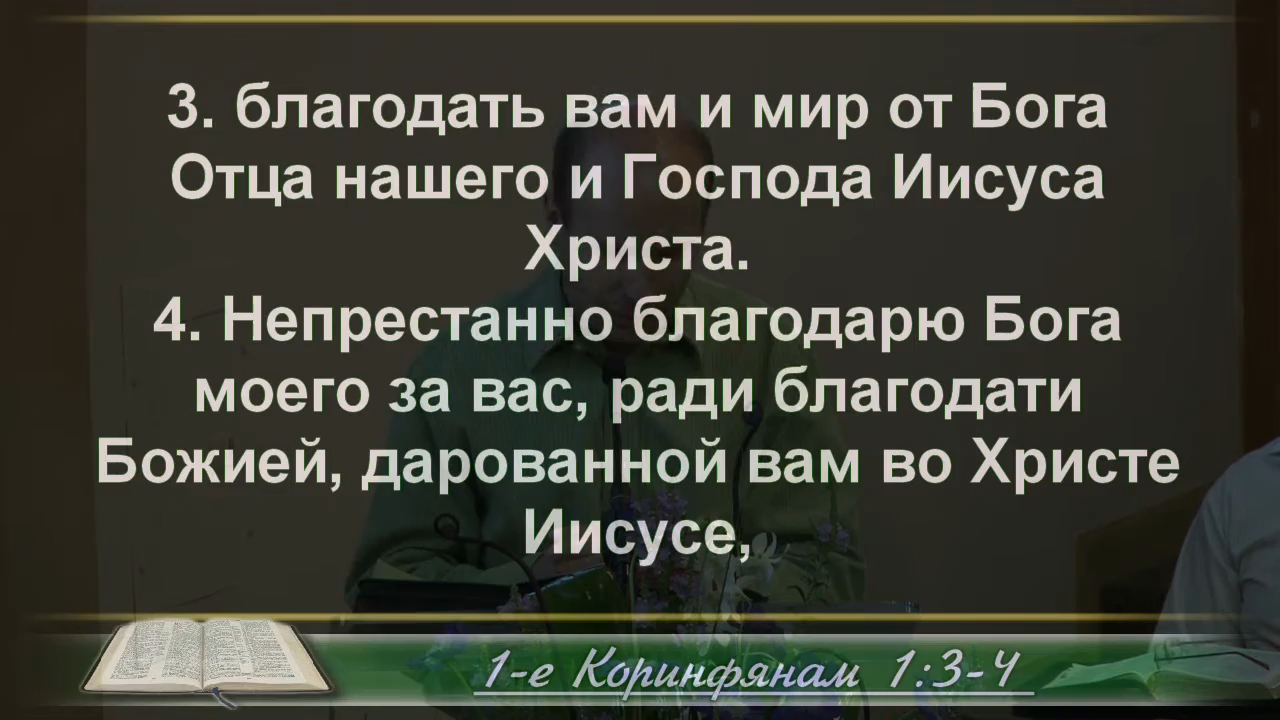 3. благодать вам и мир от Бога
Отца нашего и Господа Иисуса
Христа.
4. Непрестанно благодарю Бога
моего за вас, ради благодати
Божией, дарованной вам во Христе
Иисусе,
1-е Коринфянам 1:3-4